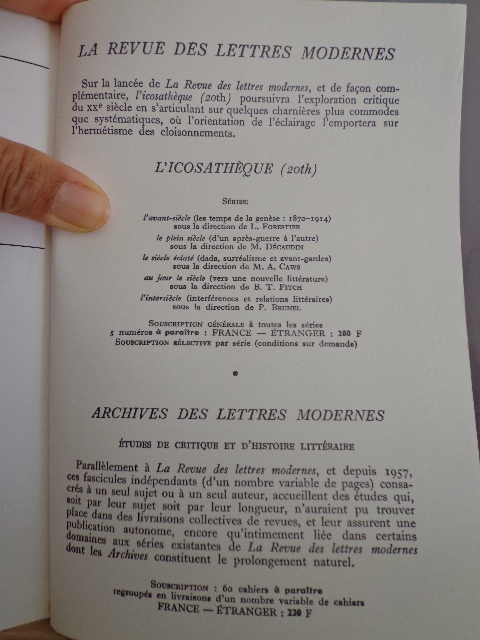 LA REVUE DES LETTRES MODERNES
Sur la lancée de La Revue des lettres modernes, et de façon com-
plémentaire, l'icosathèque (20th) poursuivra l'exploration critique
du XXe siècle en s'articulant sur quelques charnières plus commodes
que systématiques, où l'orientation de l'éclairage l'emportera sur
l'hermétisme des cloisonnements.
L'ICOSATHÈQUE (20th)
SÉRIES:
l'avant-siècle (les temps de la genèse : 1870-1914)
sous la direction de L. FORESTIER
le plein siècle (d'un après-guerre à l'autre)
sous la direction de M. DÉCAUDIN
le siècle éclaté (dada, surréalisme et avant-gardes)
sous la direction de M. A. CAWS
au jour le siècle (vers une nouvelle littérature)
sous la direction de B. T. FITCH
l'intersiècle (interférences et relations littéraires)
sous la direction de P. BRUNEL
SOUSCRIPTION GÉNÉRALE à toutes les séries
5 numéros à paraître : FRANCE — ÉTRANGER : 200 F
SOUSCRIPTION SÉLECTIVE par série (conditions sur demande)
•
ARCHIVES DES LETTRES MODERNES
ÉTUDES DE CRITIQUE ET D'HISTOIRE LITTÉRAIRE
Parallèlement à La Revue des lettres modernes, et depuis 1957,
ces fascicules indépendants (d'un nombre variable de pages) consa-
crés à un seul sujet ou à un seul auteur, accueillent des études qui,
soit par leur sujet soit par leur longueur, n'auraient pu trouver
place dans des livraisons collectives de revues, et leur assurent une
publication autonome, encore qu'intimement liée dans certains
domaines aux séries existantes de La Revue des lettres modernes
dont les Archives constituent le prolongement naturel.
SOUSCRIPTION : 60 cahiers à paraître
regroupés en livraisons d'un nombre variable de cahiers
FRANCE — ÉTRANGER : 220 F